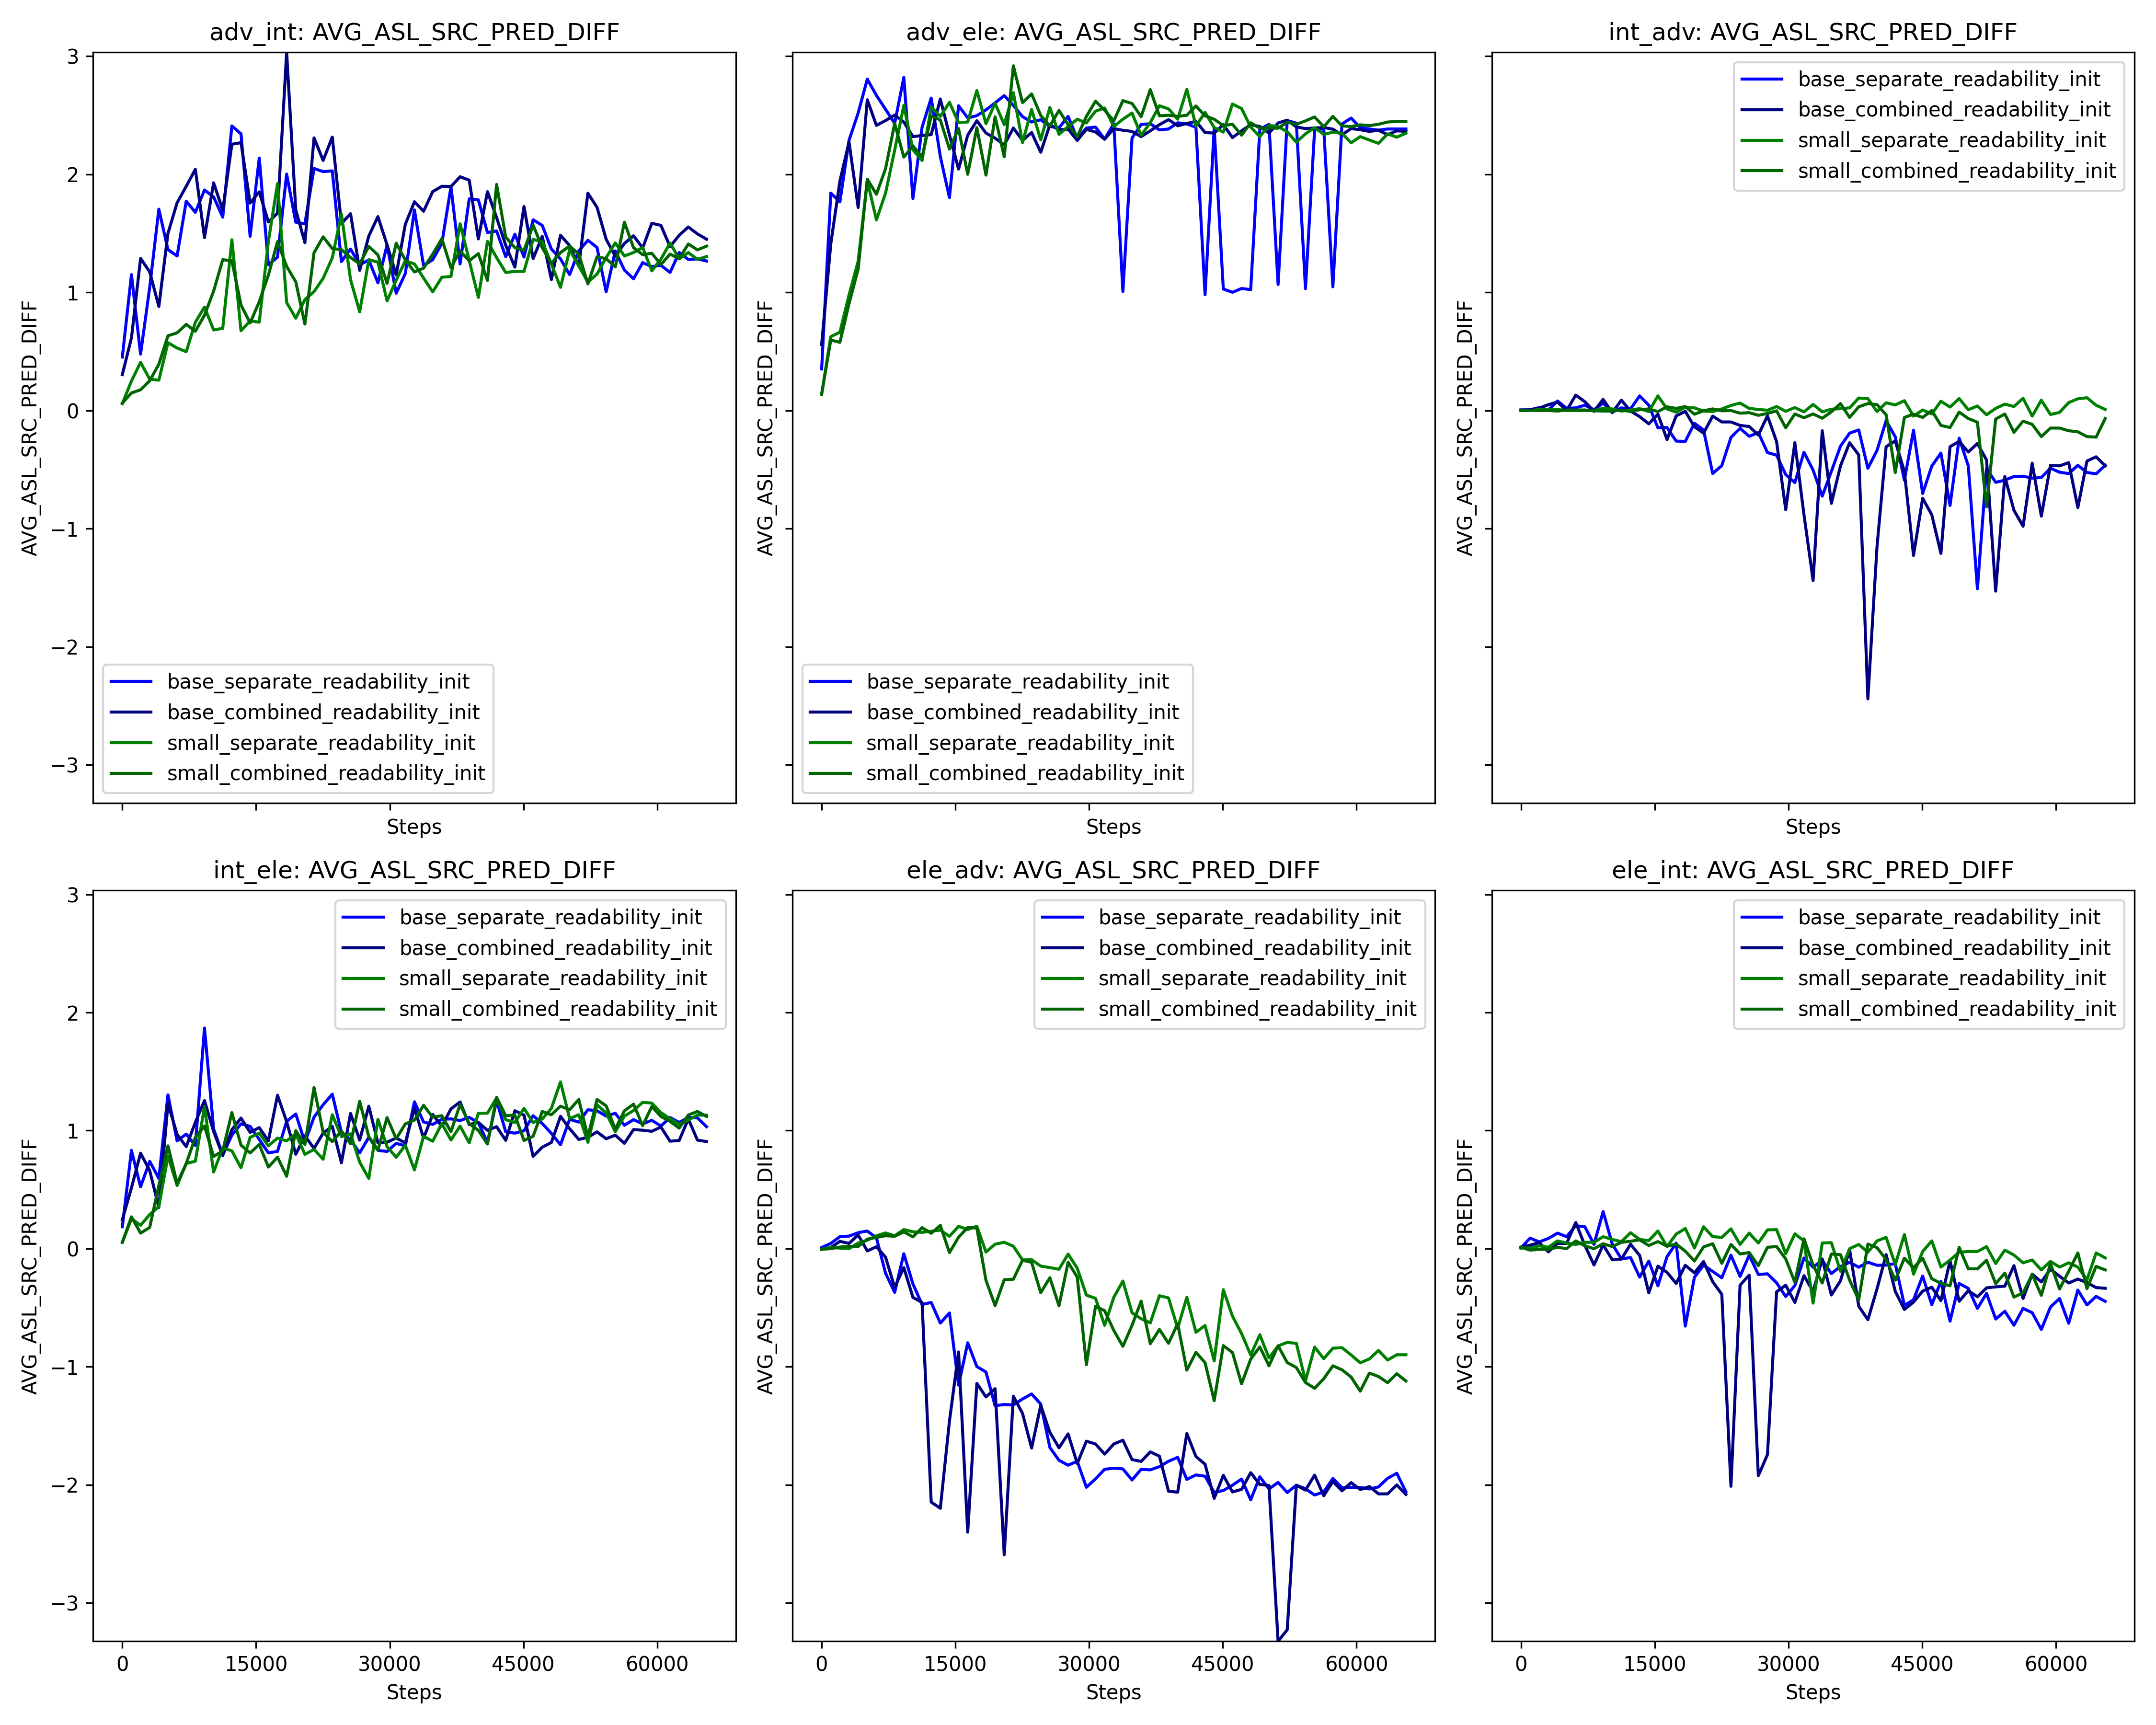 adv_int: AVG_ASL_SRC_PRED_DIFF
AVG_ASL_SRC_PRED_DIFF
3
2
1
0
−1
−2
−3
base_separate_readability_init
base_combined_readability_init
small_separate_readability_init
small_combined_readability_init
Steps
adv_ele: AVG_ASL_SRC_PRED_DIFF
AVG_ASL_SRC_PRED_DIFF
base_separate_readability_init
base_combined_readability_init
small_separate_readability_init
small_combined_readability_init
Steps
int_adv: AVG_ASL_SRC_PRED_DIFF
AVG_ASL_SRC_PRED_DIFF
base_separate_readability_init
base_combined_readability_init
small_separate_readability_init
small_combined_readability_init
Steps
int_ele: AVG_ASL_SRC_PRED_DIFF
AVG_ASL_SRC_PRED_DIFF
3
2
1
0
−1
−2
−3
base_separate_readability_init
base_combined_readability_init
small_separate_readability_init
small_combined_readability_init
0 15000 30000 45000 60000
Steps
ele_adv: AVG_ASL_SRC_PRED_DIFF
AVG_ASL_SRC_PRED_DIFF
base_separate_readability_init
base_combined_readability_init
small_separate_readability_init
small_combined_readability_init
0 15000 30000 45000 60000
Steps
ele_int: AVG_ASL_SRC_PRED_DIFF
AVG_ASL_SRC_PRED_DIFF
base_separate_readability_init
base_combined_readability_init
small_separate_readability_init
small_combined_readability_init
0 15000 30000 45000 60000
Steps